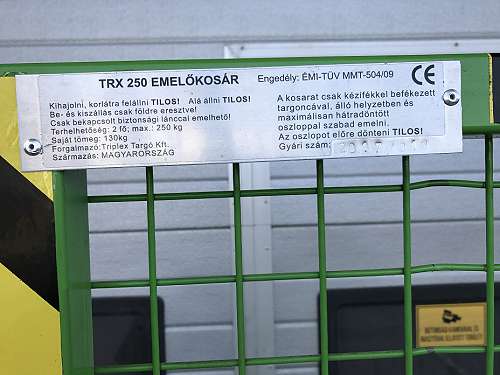 TRX 250 EMELŐKOSÁR
Engedély: ÉMI-TÜV MMT-504/09
CE
Kihajolni, korlátra felállni TILOS! Alá állni TILOS!
Be- és kiszállás csak földre eresztve!
Csak bekapcsolt biztonsági lánccal emelhető!
Terhelhetőség: 2 fő; max.: 250 kg
Saját tömeg: 130kg
Forgalmazo: Triplex Targó Kft.
Származás: MAGYARORSZÁG
A kosarat csak kézifékkel befékezett
targoncával, álló helyzetben és
maximálisan hátradöntött
oszloppal szabad emelni.
Az oszlopot előre dönteni TILOS!
Gyári szám: